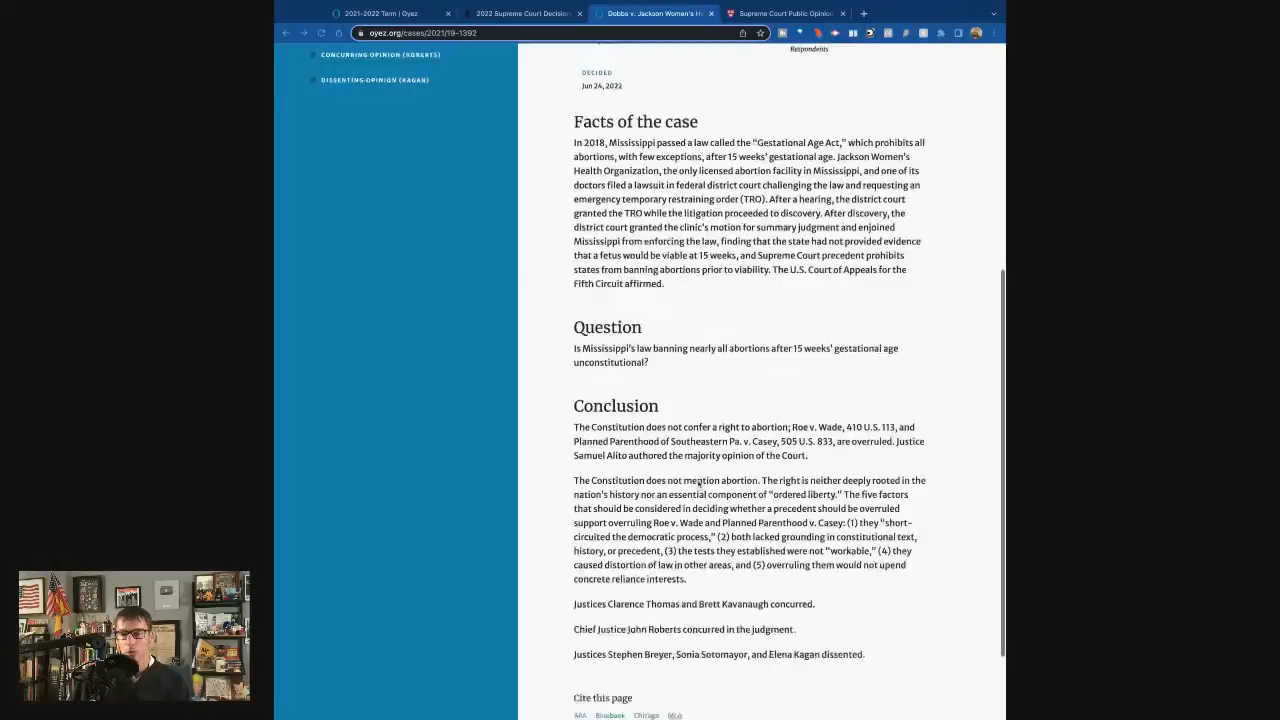 2021-2022 Term | Oyez
2022 Supreme Court Decision
Dobbs v. Jackson Women's H
Supreme Court Public Opinion
oyez.org/cases/2021/19-1392
CONCURRING OPINION (ROBERTS)
DISSENTING OPINION (KAGAN)
Respondents
DECIDED
Jun 24, 2022
Facts of the case
In 2018, Mississippi passed a law called the “Gestational Age Act,” which prohibits all
abortions, with few exceptions, after 15 weeks’ gestational age. Jackson Women’s
Health Organization, the only licensed abortion facility in Mississippi, and one of its
doctors filed a lawsuit in federal district court challenging the law and requesting an
emergency temporary restraining order (TRO). After a hearing, the district court
granted the TRO while the litigation proceeded to discovery. After discovery, the
district court granted the clinic’s motion for summary judgment and enjoined
Mississippi from enforcing the law, finding that the state had not provided evidence
that a fetus would be viable at 15 weeks, and Supreme Court precedent prohibits
states from banning abortions prior to viability. The U.S. Court of Appeals for the
Fifth Circuit affirmed.
Question
Is Mississippi’s law banning nearly all abortions after 15 weeks’ gestational age
unconstitutional?
Conclusion
The Constitution does not confer a right to abortion; Roe v. Wade, 410 U.S. 113, and
Planned Parenthood of Southeastern Pa. v. Casey, 505 U.S. 833, are overruled. Justice
Samuel Alito authored the majority opinion of the Court.
The Constitution does not mention abortion. The right is neither deeply rooted in the
nation’s history nor an essential component of “ordered liberty.” The five factors
that should be considered in deciding whether a precedent should be overruled
support overruling Roe v. Wade and Planned Parenthood v. Casey: (1) they “short-
circuited the democratic process,” (2) both lacked grounding in constitutional text,
history, or precedent, (3) the tests they established were not “workable,” (4) they
caused distortion of law in other areas, and (5) overruling them would not upend
concrete reliance interests.
Justices Clarence Thomas and Brett Kavanaugh concurred.
Chief Justice John Roberts concurred in the judgment.
Justices Stephen Breyer, Sonia Sotomayor, and Elena Kagan dissented.
Cite this page
APA Bluebook Chicago MLA